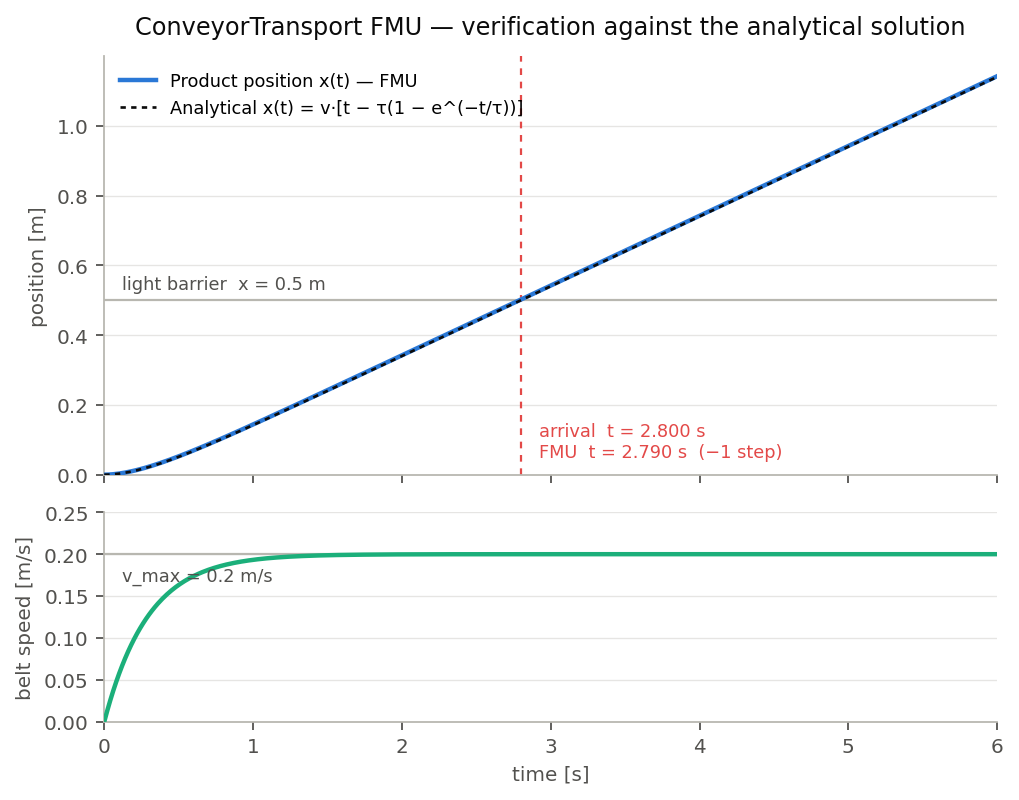 ConveyorTransport FMU — verification against the analytical solution
Product position x(t) — FMU
Analytical x(t) = v·[t − τ(1 − e^(−t/τ))]
position [m]
1.0
0.8
0.6
0.4
0.2
0.0
light barrier  x = 0.5 m
arrival  t = 2.800 s
FMU  t = 2.790 s  (−1 step)
belt speed [m/s]
0.25
0.20
0.15
0.10
0.05
0.00
v_max = 0.2 m/s
0 1 2 3 4 5 6
time [s]